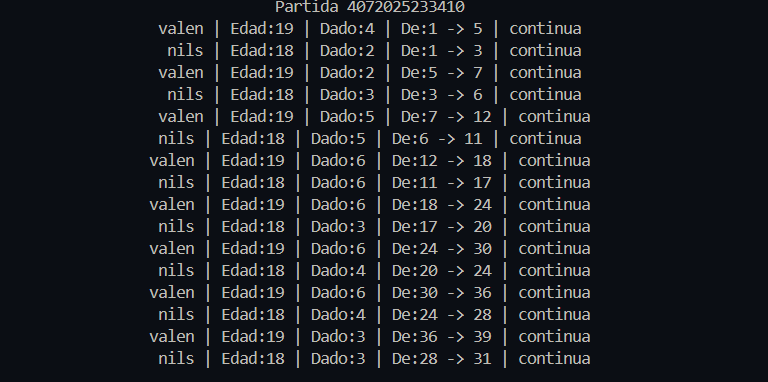 Partida 4072025233410
valen | Edad:19 | Dado:4 | De:1 -> 5 | continua
nils | Edad:18 | Dado:2 | De:1 -> 3 | continua
valen | Edad:19 | Dado:2 | De:5 -> 7 | continua
nils | Edad:18 | Dado:3 | De:3 -> 6 | continua
valen | Edad:19 | Dado:5 | De:7 -> 12 | continua
nils | Edad:18 | Dado:5 | De:6 -> 11 | continua
valen | Edad:19 | Dado:6 | De:12 -> 18 | continua
nils | Edad:18 | Dado:6 | De:11 -> 17 | continua
valen | Edad:19 | Dado:6 | De:18 -> 24 | continua
nils | Edad:18 | Dado:3 | De:17 -> 20 | continua
valen | Edad:19 | Dado:6 | De:24 -> 30 | continua
nils | Edad:18 | Dado:4 | De:20 -> 24 | continua
valen | Edad:19 | Dado:6 | De:30 -> 36 | continua
nils | Edad:18 | Dado:4 | De:24 -> 28 | continua
valen | Edad:19 | Dado:3 | De:36 -> 39 | continua
nils | Edad:18 | Dado:3 | De:28 -> 31 | continua